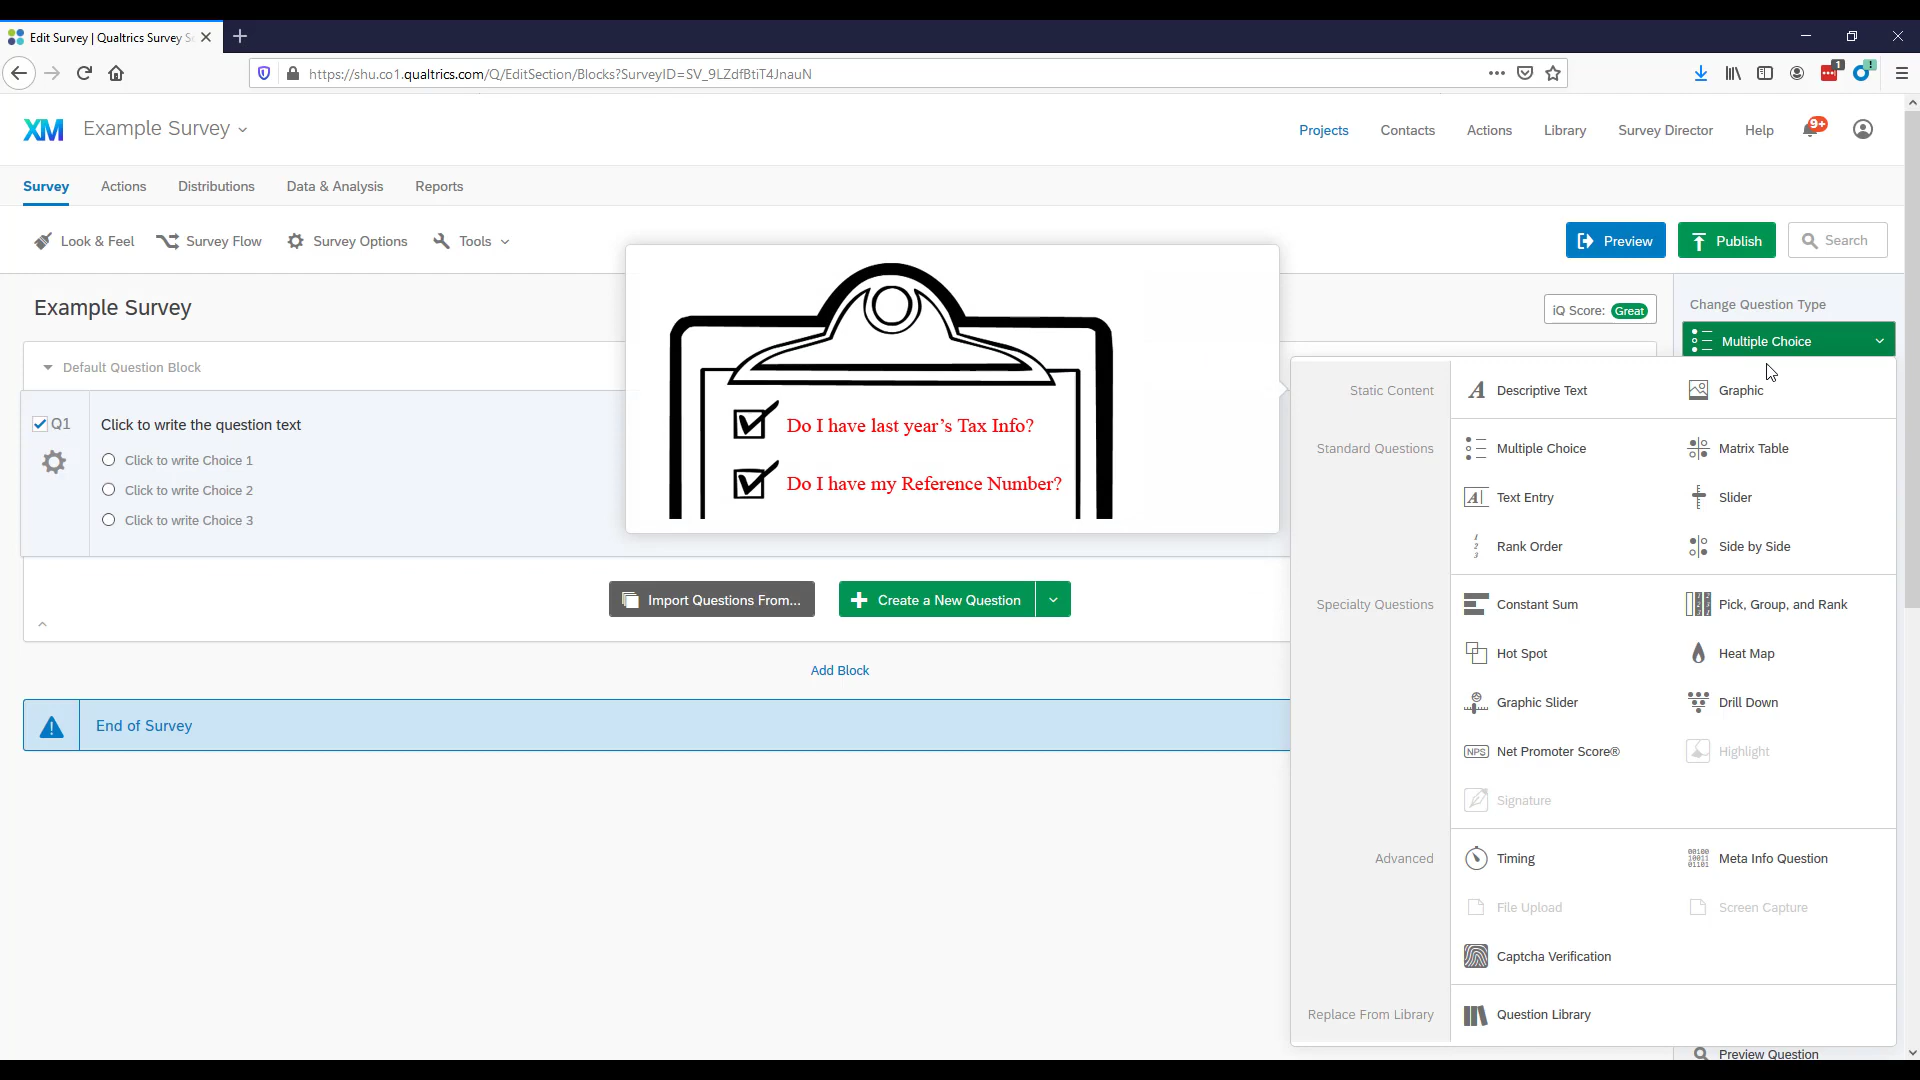 Edit Survey | Qualtrics Survey S
https://shu.co1.qualtrics.com/Q/EditSection/Blocks?SurveyID=SV_9LZdfBtiT4JnauN
1
!
XM
Example Survey
Projects
Contacts
Actions
Library
Survey Director
Help
9+
Survey
Actions
Distributions
Data & Analysis
Reports
Look & Feel
Survey Flow
Survey Options
Tools
Preview
Publish
Search
Example Survey
iQ Score: Great
Change Question Type
Multiple Choice
Default Question Block
Q1
Click to write the question text
Click to write Choice 1
Click to write Choice 2
Click to write Choice 3
Do I have last year’s Tax Info?
Do I have my Reference Number?
Import Questions From...
Create a New Question
Add Block
End of Survey
Static Content
Descriptive Text
Graphic
Standard Questions
Multiple Choice
Matrix Table
Text Entry
Slider
Rank Order
Side by Side
Specialty Questions
Constant Sum
Pick, Group, and Rank
Hot Spot
Heat Map
Graphic Slider
Drill Down
NPS
Net Promoter Score®
Highlight
Signature
Advanced
Timing
Meta Info Question
File Upload
Screen Capture
Captcha Verification
Replace From Library
Question Library
Preview Question